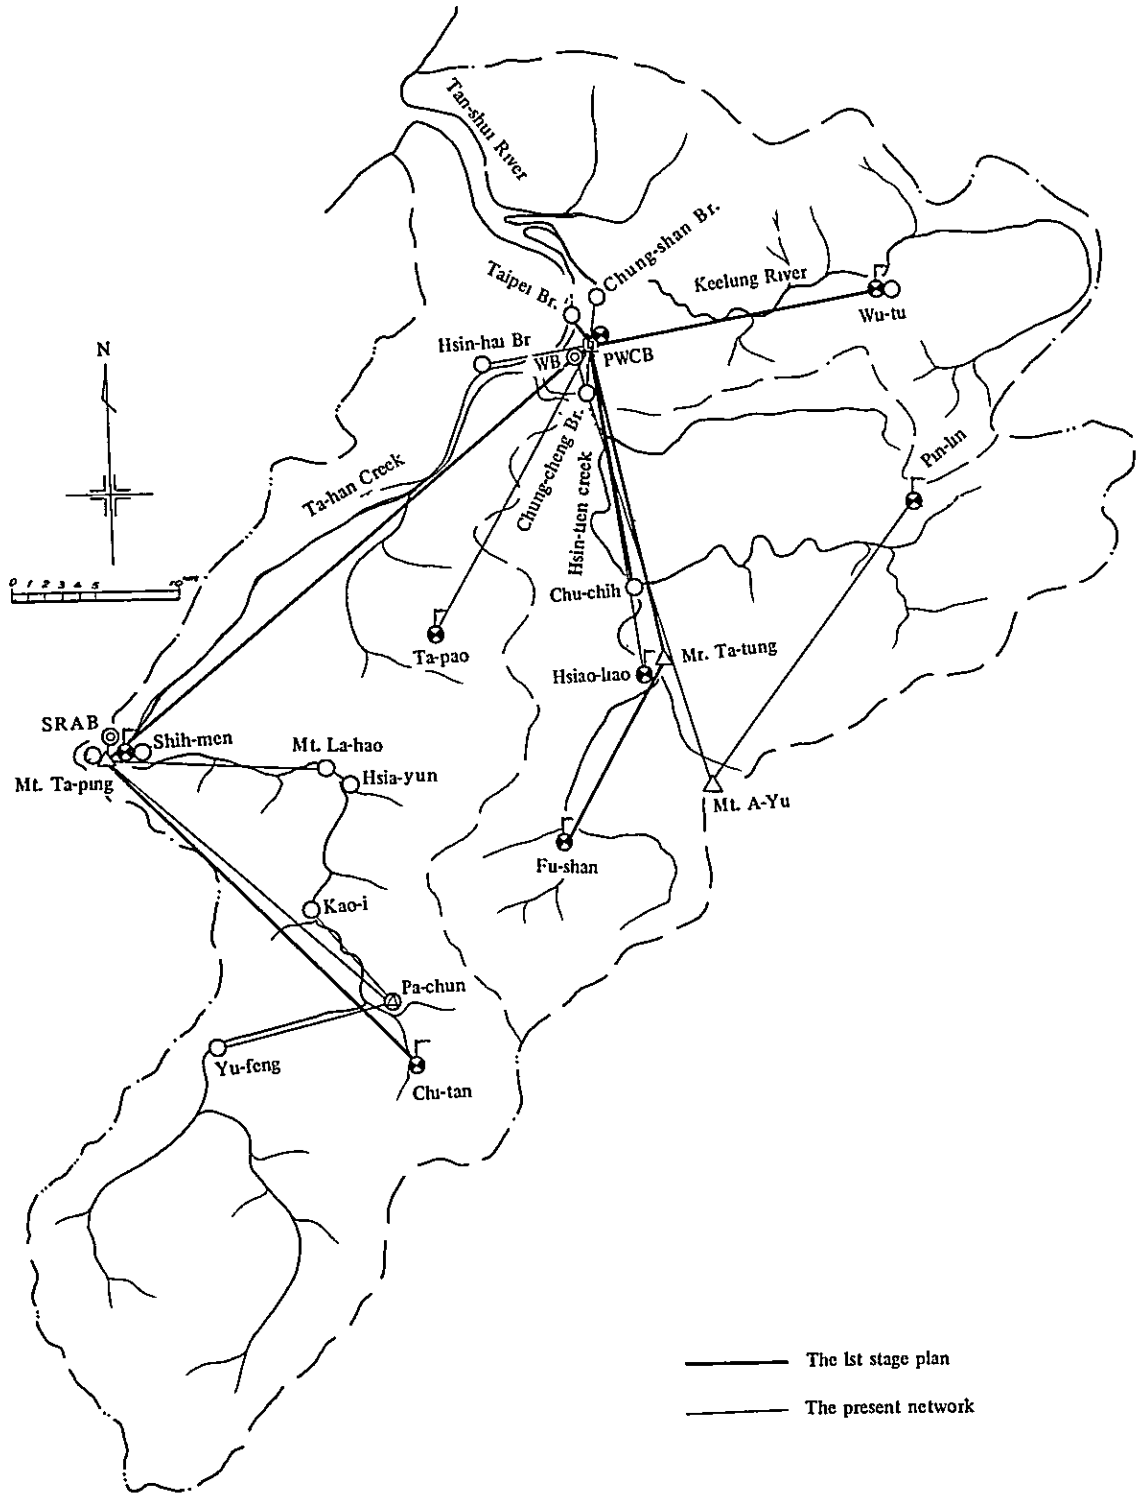 Tan-shui River
Chung-shan Br.
Taipei Br.
Keelung River
Wu-tu
Hsin-hai Br
WB
PWCB
N
Pin-lin
Ta-han Creek
Chung-cheng Br.
Hsin-tien creek
0 1 2 3 4 5 10 km
Chu-chih
Ta-pao
Mr. Ta-tung
Hsiao-liao
SRAB
Shih-men
Mt. La-hao
Mt. Ta-ping
Hsia-yun
Mt. A-Yu
Fu-shan
Kao-i
Pa-chun
Yu-feng
Chi-tan
The 1st stage plan
The present network